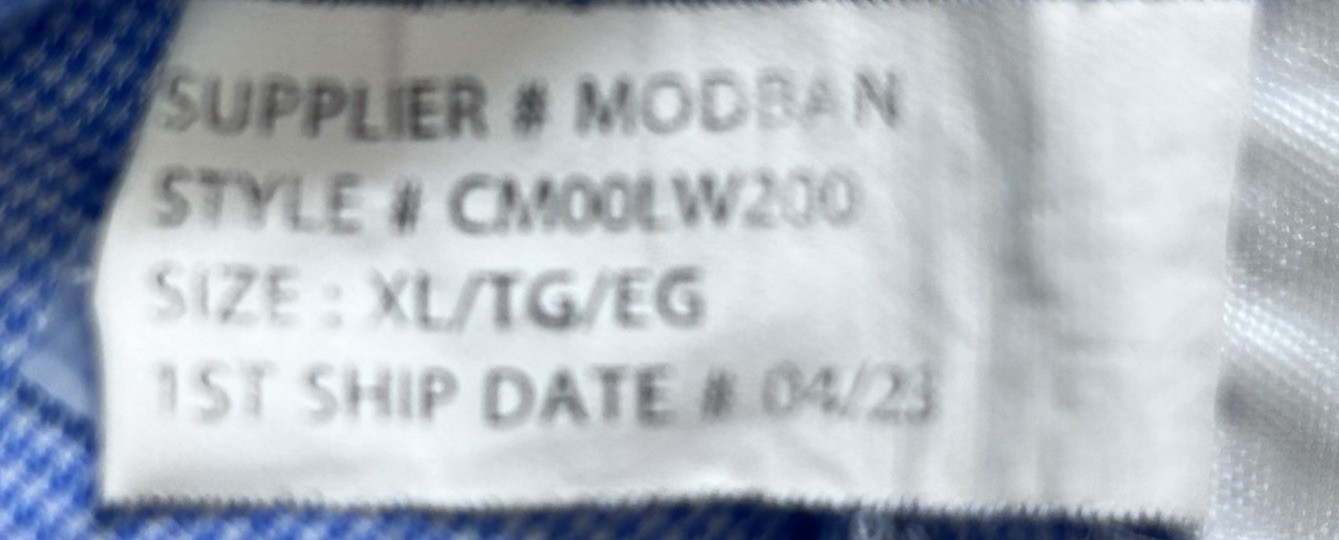 SUPPLIER # MODBAN
STYLE # CM00LW200
SIZE : XL/TG/EG
1ST SHIP DATE # 04/23